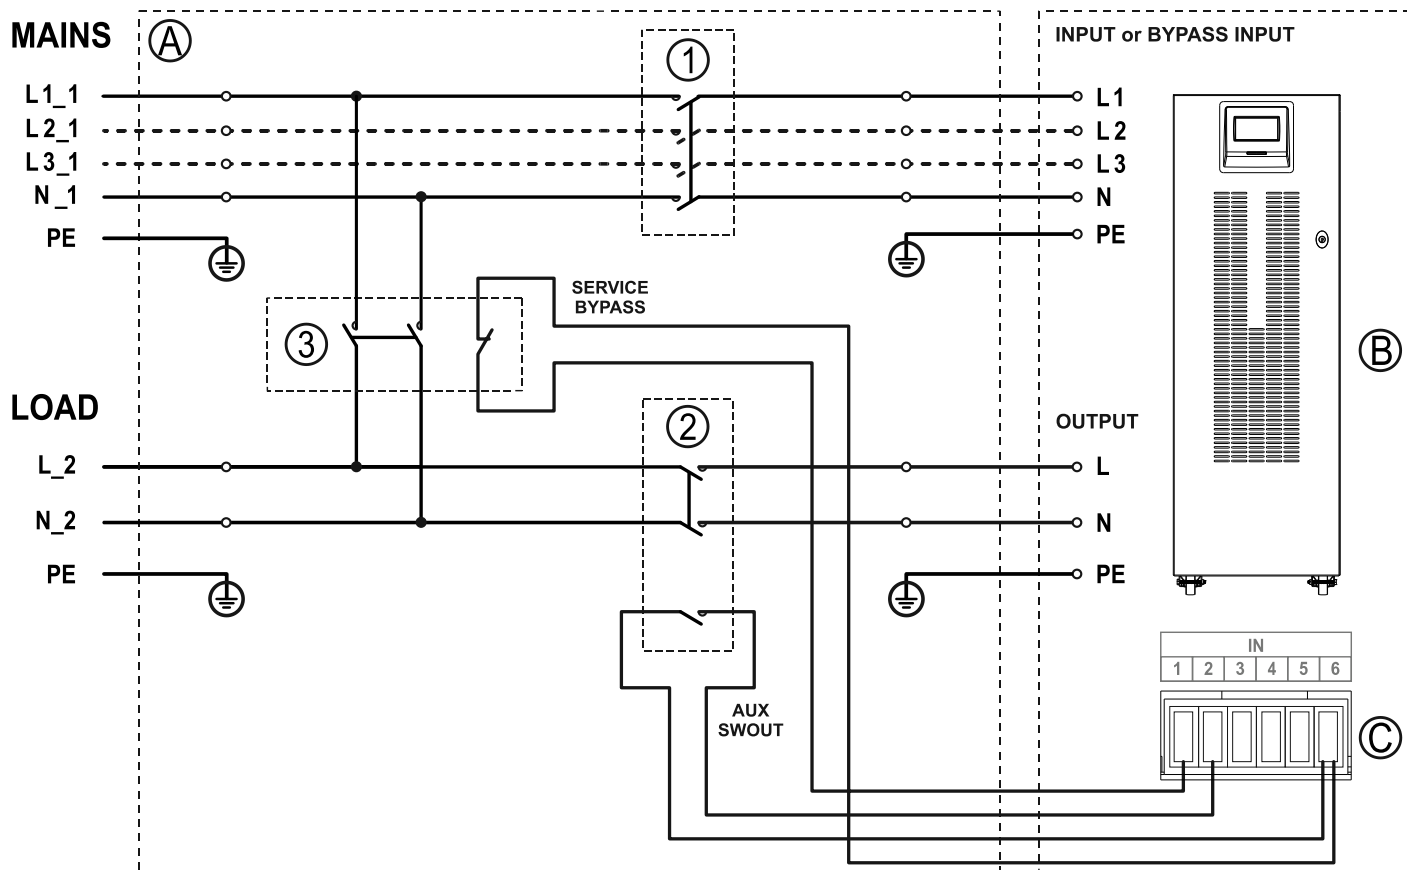 MAINS
A
1
INPUT or BYPASS INPUT
L1_1
L1
L2_1
L2
L3_1
L3
N_1
N
PE
PE
SERVICE
BYPASS
3
B
LOAD
2
OUTPUT
L_2
L
N_2
N
PE
PE
IN
1 2 3 4 5 6
AUX
SWOUT
C